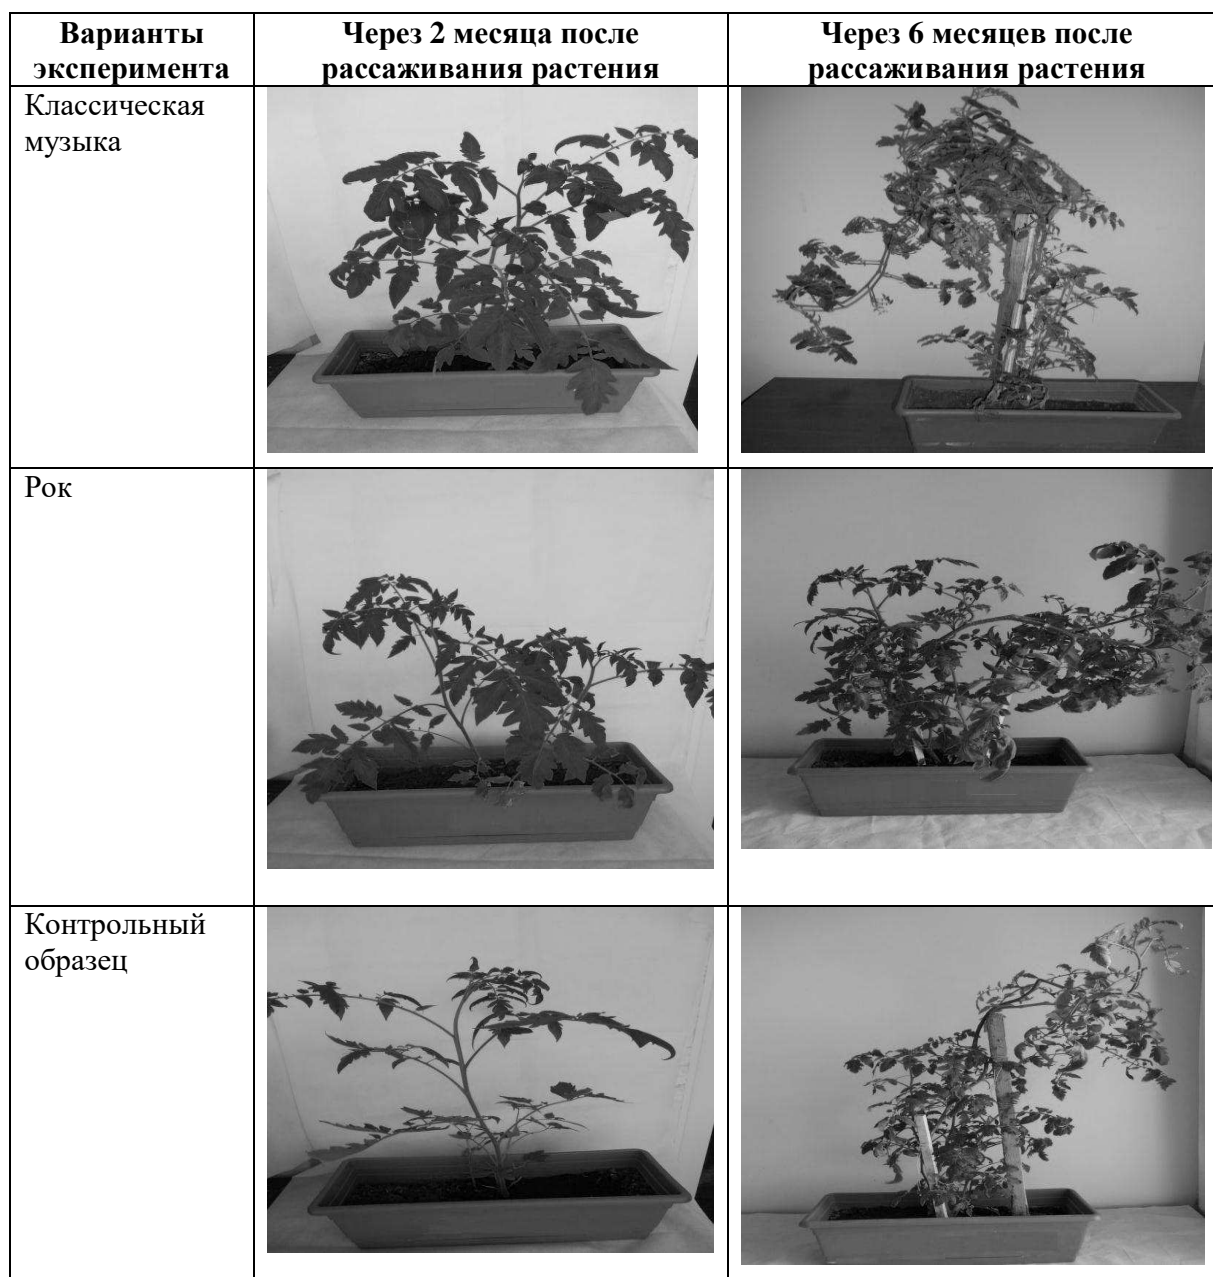 Варианты
эксперимента
Через 2 месяца после
рассаживания растения
Через 6 месяцев после
рассаживания растения
Классическая
музыка
Рок
Контрольный
образец